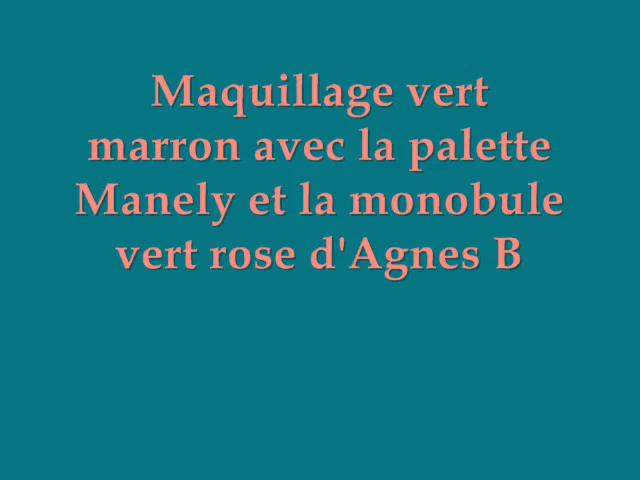 Maquillage vert
marron avec la palette
Manely et la monobule
vert rose d'Agnes B